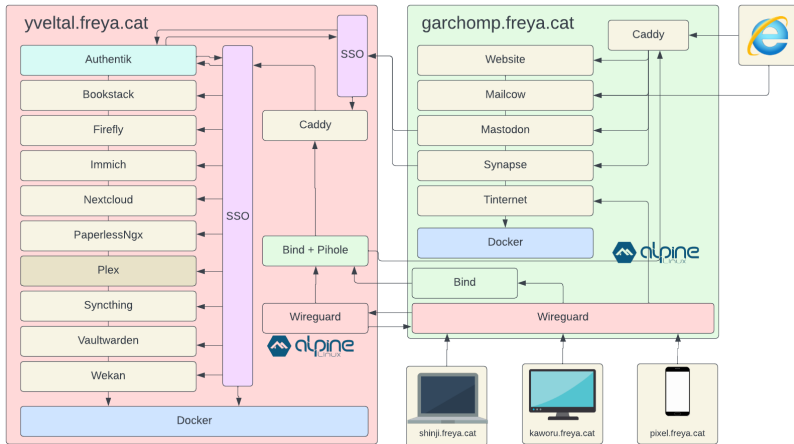 yveltal.freya.cat
Authentik
Bookstack
Firefly
Immich
Nextcloud
PaperlessNgx
Plex
Syncthing
Vaultwarden
Wekan
Docker
SSO
SSO
Caddy
Bind + Pihole
Wireguard
alpine
LINUX
garchomp.freya.cat
Caddy
Website
Mailcow
Mastodon
Synapse
Tinternet
Docker
alpine
LINUX
Bind
Wireguard
shinji.freya.cat
kaworu.freya.cat
pixel.freya.cat